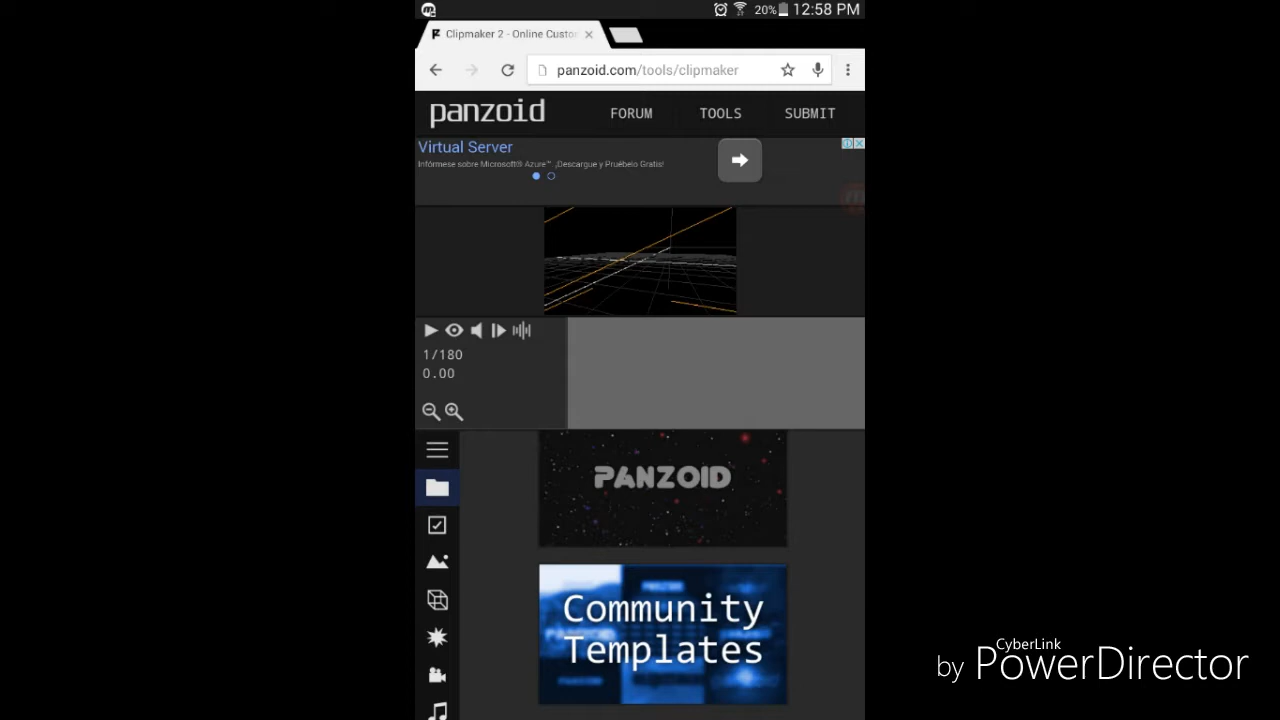 20% 12:58 PM
Clipmaker 2 - Online Custo
panzoid.com/tools/clipmaker
panzoid FORUM TOOLS SUBMIT
Virtual Server
Infórmese sobre Microsoft® Azure™ ¡Descargue y Pruébelo Gratis!
1/180
0.00
PANZOID
Community
Templates
CyberLink
by PowerDirector